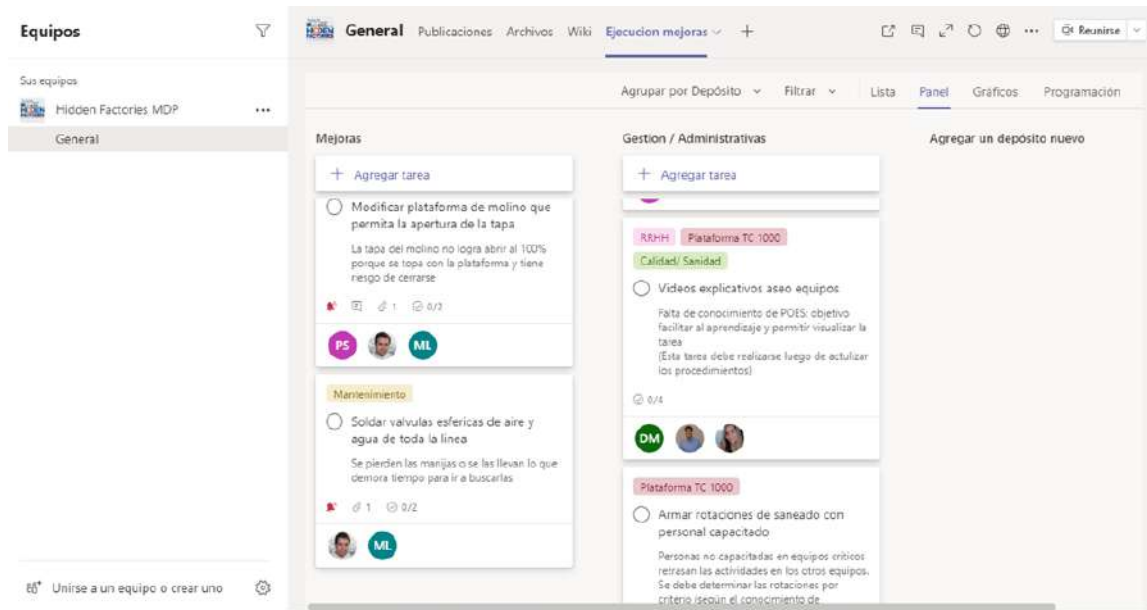 Equipos
General
Publicaciones
Archivos
Wiki
Ejecucion mejoras
Reunirse
Sus equipos
Hidden Factories MDP
General
Agrupar por Depósito
Filtrar
Lista
Panel
Gráficos
Programación
Mejoras
Agregar tarea
Modificar plataforma de molino que
permita la apertura de la tapa
La tapa del molino no logra abrir al 100%
porque se topa con la plataforma y tiene
riesgo de cerrarse
1
0/2
PS
ML
Mantenimiento
Soldar valvulas esfericas de aire y
agua de toda la linea
Se pierden las manijas o se las llevan lo que
demora tiempo para ir a buscarlas
1
0/2
ML
Gestion / Administrativas
Agregar tarea
RRHH
Plataforma TC 1000
Calidad/ Sanidad
Videos explicativos aseo equipos
Falta de conocimiento de POES: objetivo
facilitar al aprendizaje y permitir visualizar la
tarea
(Esta tarea debe realizarse luego de actulizar
los procedimientos)
0/4
DM
Plataforma TC 1000
Armar rotaciones de saneado con
personal capacitado
Personas no capacitadas en equipos criticos
retrasan las actividades en los otros equipos.
Se debe determinar las rotaciones por
criterio (según el conocimiento de
Agregar un depósito nuevo
Unirse a un equipo o crear uno